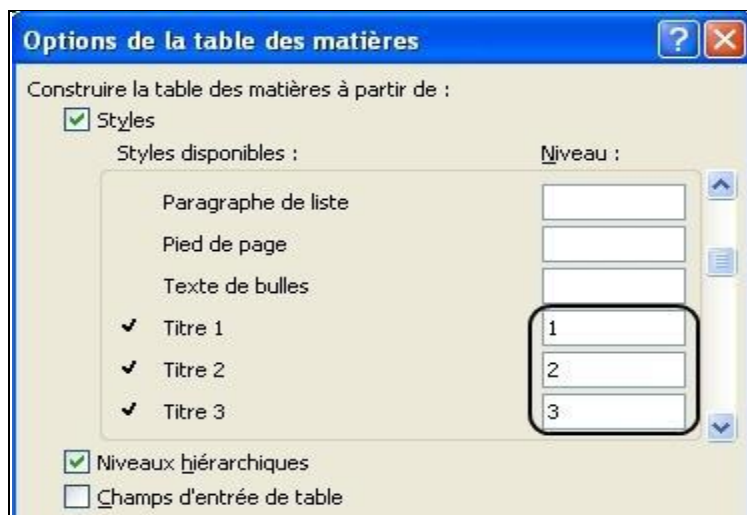 Options de la table des matières
Construire la table des matières à partir de :
Styles
Styles disponibles : Niveau :
Paragraphe de liste
Pied de page
Texte de bulles
Titre 1 1
Titre 2 2
Titre 3 3
Niveaux hiérarchiques
Champs d'entrée de table